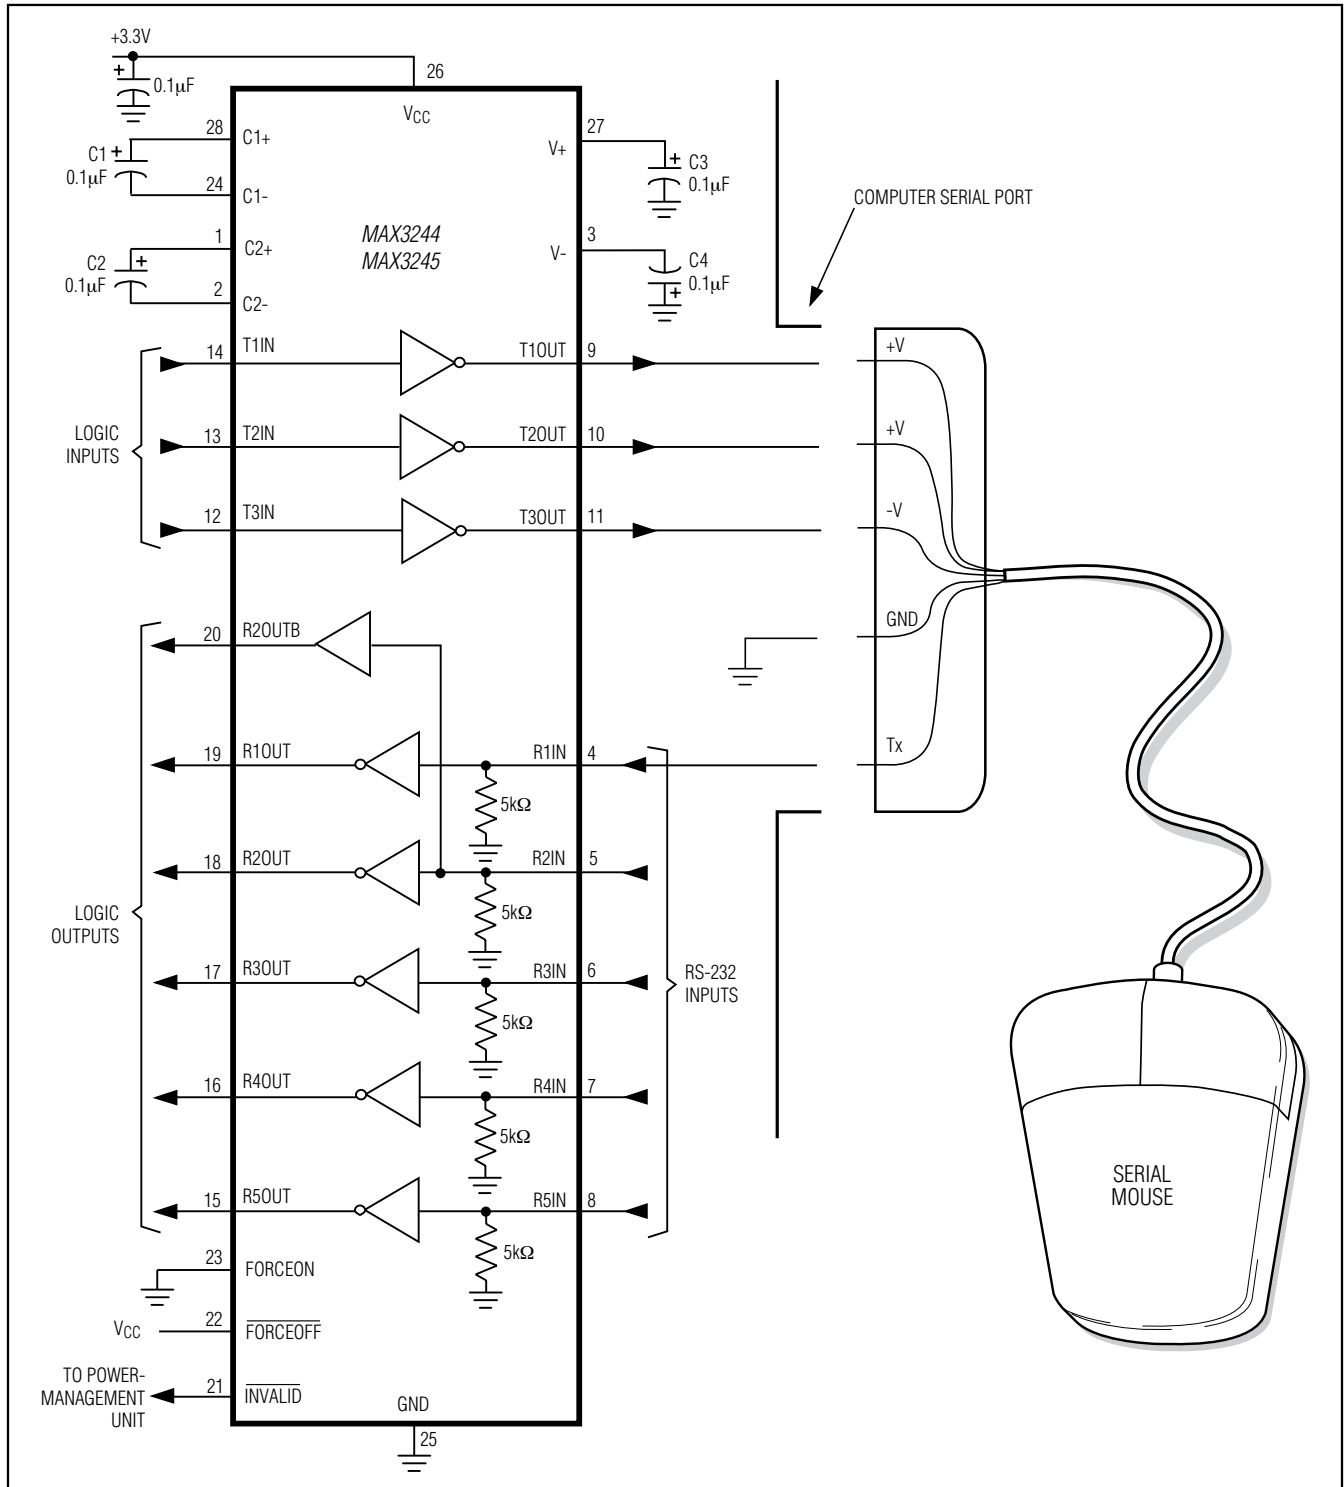 +3.3V
0.1µF
26
VCC
28
C1+
C1
0.1µF
24
C1-
27
V+
C3
0.1µF
1
C2+
C2
0.1µF
2
C2-
MAX3244
MAX3245
3
V-
C4
0.1µF
COMPUTER SERIAL PORT
LOGIC
INPUTS
14
T1IN
T1OUT
9
13
T2IN
T2OUT
10
12
T3IN
T3OUT
11
+V
+V
-V
GND
Tx
LOGIC
OUTPUTS
20
R2OUTB
19
R1OUT
R1IN
4
5kΩ
18
R2OUT
R2IN
5
5kΩ
17
R3OUT
R3IN
6
5kΩ
16
R4OUT
R4IN
7
5kΩ
15
R5OUT
R5IN
8
5kΩ
RS-232
INPUTS
23
FORCEON
VCC
22
FORCEOFF
TO POWER-
MANAGEMENT
UNIT
21
INVALID
GND
25
SERIAL
MOUSE